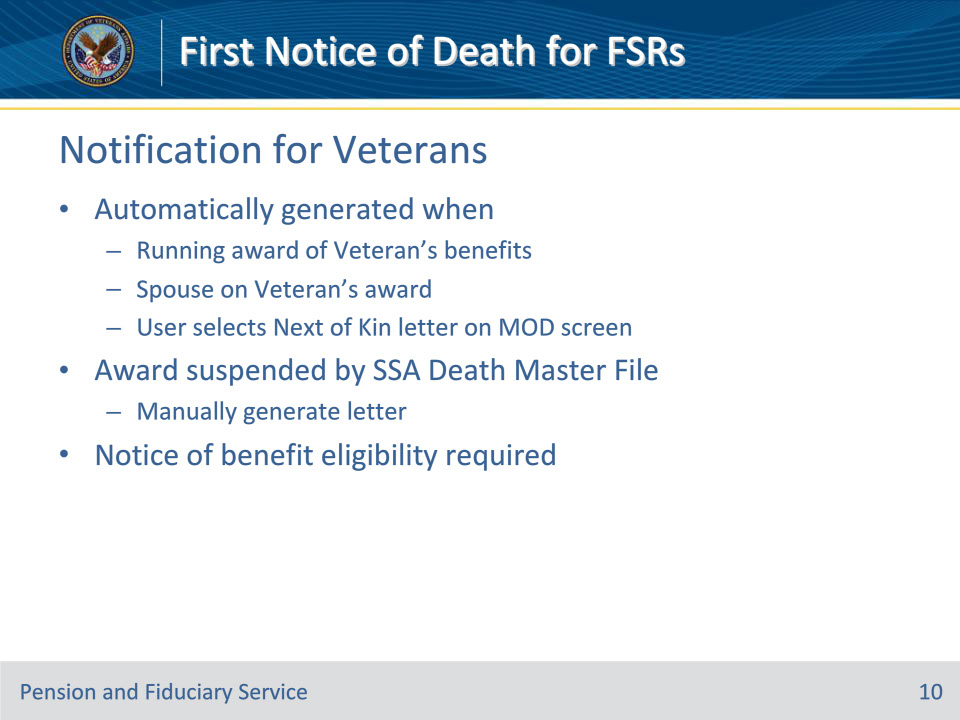 First Notice of Death for FSRs
Notification for Veterans
• Automatically generated when
– Running award of Veteran’s benefits
– Spouse on Veteran’s award
– User selects Next of Kin letter on MOD screen
• Award suspended by SSA Death Master File
– Manually generate letter
• Notice of benefit eligibility required
Pension and Fiduciary Service
10